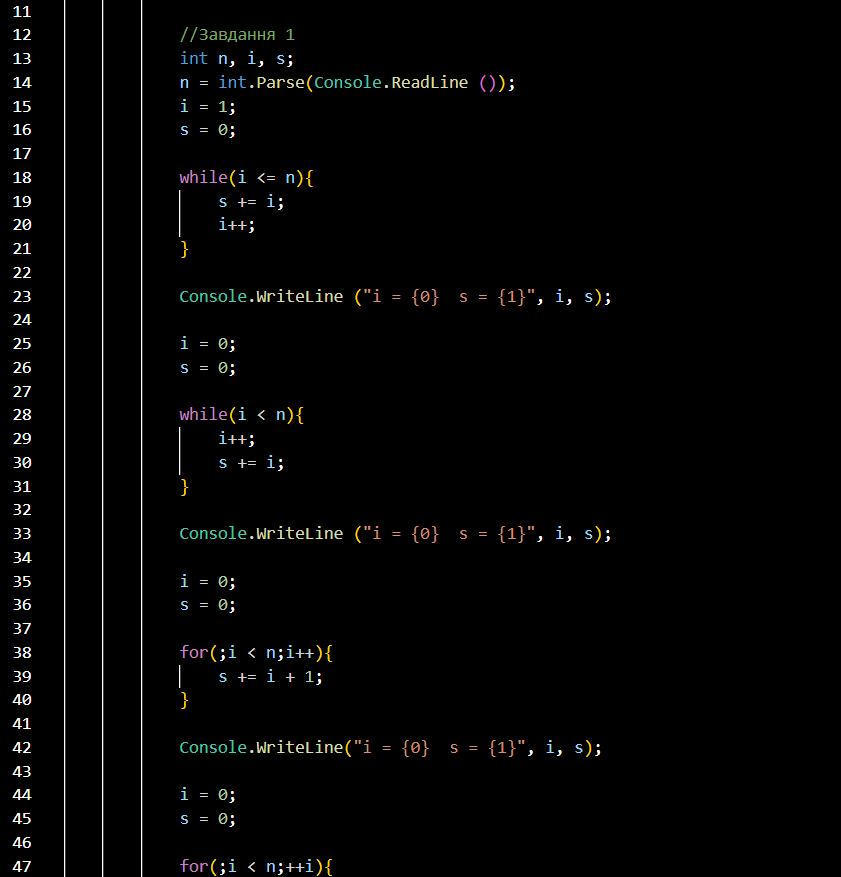 11
12 //Завдання 1
13 int n, i, s;
14 n = int.Parse(Console.ReadLine ());
15 i = 1;
16 s = 0;
17
18 while(i <= n){
19 s += i;
20 i++;
21 }
22
23 Console.WriteLine ("i = {0}  s = {1}", i, s);
24
25 i = 0;
26 s = 0;
27
28 while(i < n){
29 i++;
30 s += i;
31 }
32
33 Console.WriteLine ("i = {0}  s = {1}", i, s);
34
35 i = 0;
36 s = 0;
37
38 for(;i < n;i++){
39 s += i + 1;
40 }
41
42 Console.WriteLine("i = {0}  s = {1}", i, s);
43
44 i = 0;
45 s = 0;
46
47 for(;i < n;++i){